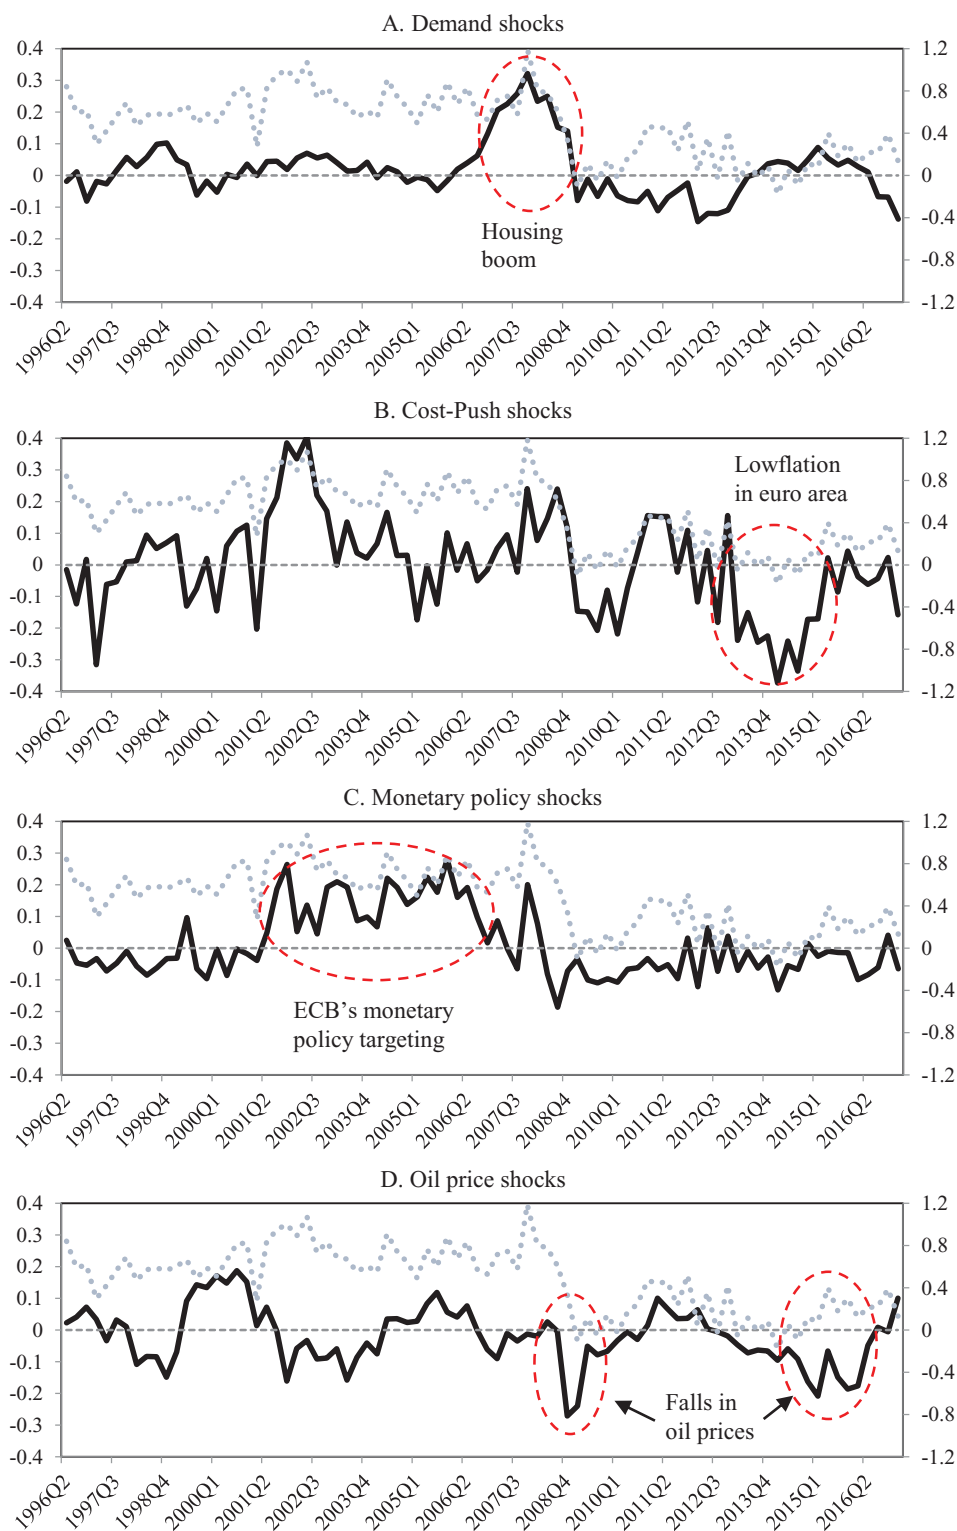 A. Demand shocks
0.4 1.2
0.3 0.8
0.2
0.1 0.4
0 0
-0.1 -0.4
-0.2
-0.3 -0.8
-0.4 -1.2
Housing
boom
1996Q2 1997Q3 1998Q4 2000Q1 2001Q2 2002Q3 2003Q4 2005Q1 2006Q2 2007Q3 2008Q4 2010Q1 2011Q2 2012Q3 2013Q4 2015Q1 2016Q2
B. Cost-Push shocks
0.4 1.2
0.3 0.8
0.2
0.1 0.4
0 0
-0.1 -0.4
-0.2
-0.3 -0.8
-0.4 -1.2
Lowflation
in euro area
1996Q2 1997Q3 1998Q4 2000Q1 2001Q2 2002Q3 2003Q4 2005Q1 2006Q2 2007Q3 2008Q4 2010Q1 2011Q2 2012Q3 2013Q4 2015Q1 2016Q2
C. Monetary policy shocks
0.4 1.2
0.3 0.8
0.2
0.1 0.4
0 0
-0.1 -0.4
-0.2
-0.3 -0.8
-0.4 -1.2
ECB's monetary
policy targeting
1996Q2 1997Q3 1998Q4 2000Q1 2001Q2 2002Q3 2003Q4 2005Q1 2006Q2 2007Q3 2008Q4 2010Q1 2011Q2 2012Q3 2013Q4 2015Q1 2016Q2
D. Oil price shocks
0.4 1.2
0.3 0.8
0.2
0.1 0.4
0 0
-0.1 -0.4
-0.2
-0.3 -0.8
-0.4 -1.2
Falls in
oil prices
1996Q2 1997Q3 1998Q4 2000Q1 2001Q2 2002Q3 2003Q4 2005Q1 2006Q2 2007Q3 2008Q4 2010Q1 2011Q2 2012Q3 2013Q4 2015Q1 2016Q2